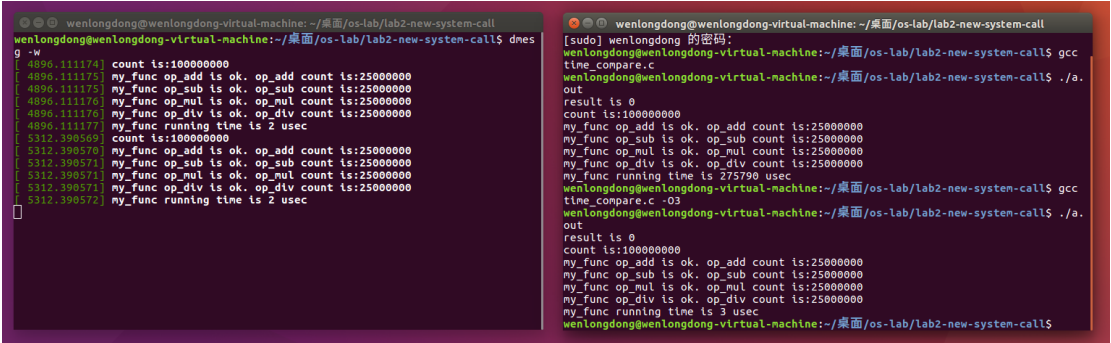 wenlongdong@wenlongdong-virtual-machine: ~/桌面/os-lab/lab2-new-system-call
wenlongdong@wenlongdong-virtual-machine:~/桌面/os-lab/lab2-new-system-call$ dmes
g -w
[ 4896.111174] count is:100000000
[ 4896.111175] my_func op_add is ok. op_add count is:25000000
[ 4896.111175] my_func op_sub is ok. op_sub count is:25000000
[ 4896.111176] my_func op_mul is ok. op_mul count is:25000000
[ 4896.111176] my_func op_div is ok. op_div count is:25000000
[ 4896.111177] my_func running time is 2 usec
[ 5312.390569] count is:100000000
[ 5312.390570] my_func op_add is ok. op_add count is:25000000
[ 5312.390571] my_func op_sub is ok. op_sub count is:25000000
[ 5312.390571] my_func op_mul is ok. op_mul count is:25000000
[ 5312.390571] my_func op_div is ok. op_div count is:25000000
[ 5312.390572] my_func running time is 2 usec
wenlongdong@wenlongdong-virtual-machine: ~/桌面/os-lab/lab2-new-system-call
[sudo] wenlongdong 的密码：
wenlongdong@wenlongdong-virtual-machine:~/桌面/os-lab/lab2-new-system-call$ gcc
time_compare.c
wenlongdong@wenlongdong-virtual-machine:~/桌面/os-lab/lab2-new-system-call$ ./a.
out
result is 0
count is:100000000
my_func op_add is ok. op_add count is:25000000
my_func op_sub is ok. op_sub count is:25000000
my_func op_mul is ok. op_mul count is:25000000
my_func op_div is ok. op_div count is:25000000
my_func running time is 275790 usec
wenlongdong@wenlongdong-virtual-machine:~/桌面/os-lab/lab2-new-system-call$ gcc
time_compare.c -O3
wenlongdong@wenlongdong-virtual-machine:~/桌面/os-lab/lab2-new-system-call$ ./a.
out
result is 0
count is:100000000
my_func op_add is ok. op_add count is:25000000
my_func op_sub is ok. op_sub count is:25000000
my_func op_mul is ok. op_mul count is:25000000
my_func op_div is ok. op_div count is:25000000
my_func running time is 3 usec
wenlongdong@wenlongdong-virtual-machine:~/桌面/os-lab/lab2-new-system-call$